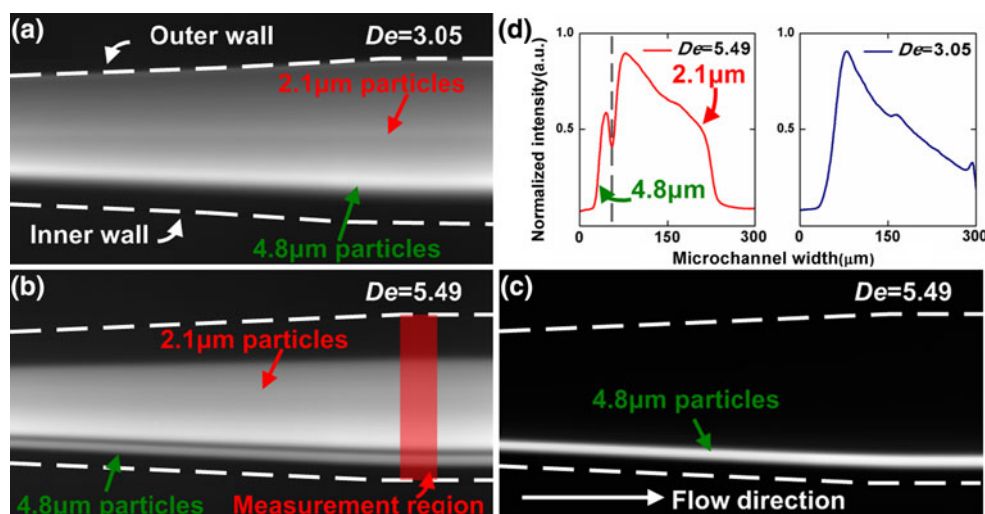 (a)
Outer wall
De=3.05
2.1µm particles
Inner wall
4.8µm particles
(d)
Normalized intensity(a.u.)
1.0
0.5
De=5.49
2.1µm
4.8µm
0
150
300
1.0
0.5
De=3.05
0
150
300
Microchannel width(µm)
(b)
De=5.49
2.1µm particles
4.8µm particles
Measurement region
(c)
De=5.49
4.8µm particles
Flow direction